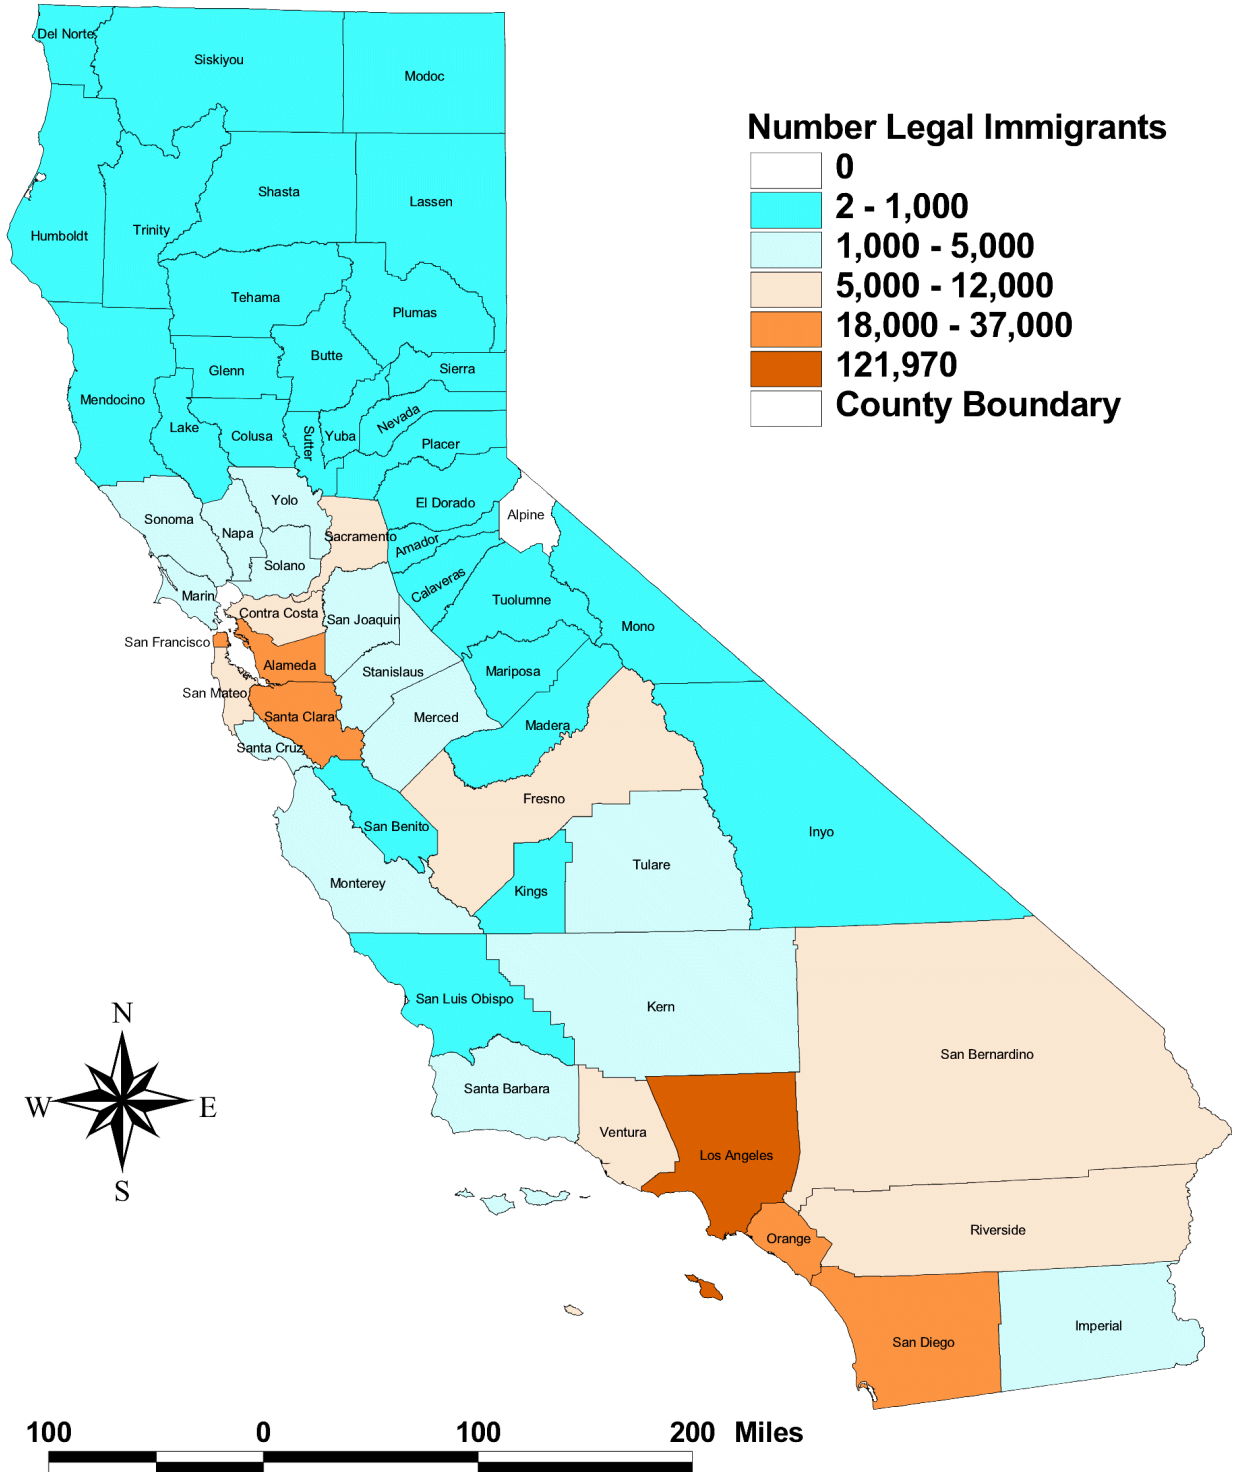 Del Norte
Siskiyou
Modoc
Number Legal Immigrants
0
2 - 1,000
1,000 - 5,000
5,000 - 12,000
18,000 - 37,000
121,970
County Boundary
Humboldt
Trinity
Shasta
Lassen
Tehama
Plumas
Mendocino
Glenn
Butte
Sierra
Lake
Colusa
Sutter
Yuba
Nevada
Placer
Sonoma
Napa
Yolo
Solano
Sacramento
El Dorado
Alpine
Amador
Calaveras
Marin
Contra Costa
San Joaquin
Tuolumne
Mono
San Francisco
Alameda
Stanislaus
Mariposa
San Mateo
Santa Clara
Merced
Madera
Santa Cruz
Fresno
San Benito
Inyo
Monterey
Kings
Tulare
San Luis Obispo
Kern
San Bernardino
Santa Barbara
Ventura
Los Angeles
Orange
Riverside
San Diego
Imperial
N
W E
S
100 0 100 200 Miles